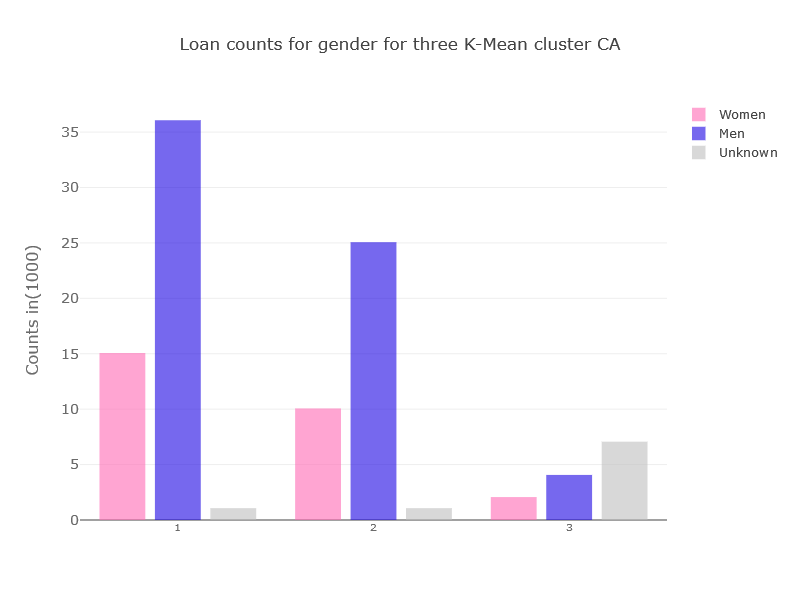 Loan counts for gender for three K-Mean cluster CA
Women
Men
Unknown
Counts in(1000)
35
30
25
20
15
10
5
0
1
2
3